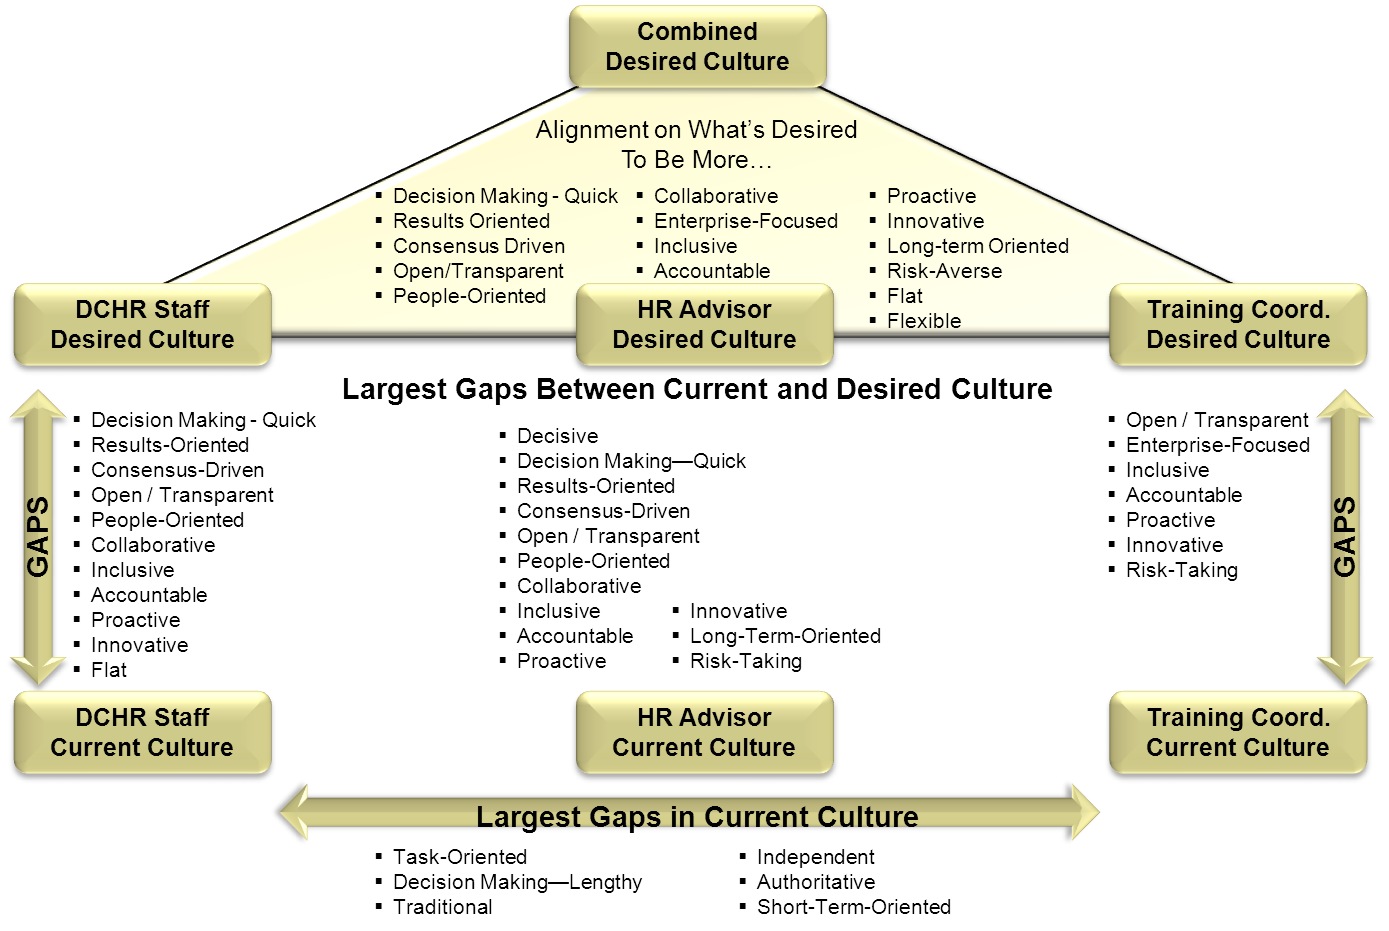 Combined
Desired Culture
Alignment on What's Desired
To Be More…
▪ Decision Making - Quick
▪ Results Oriented
▪ Consensus Driven
▪ Open/Transparent
▪ People-Oriented
▪ Collaborative
▪ Enterprise-Focused
▪ Inclusive
▪ Accountable
▪ Proactive
▪ Innovative
▪ Long-term Oriented
▪ Risk-Averse
▪ Flat
▪ Flexible
DCHR Staff
Desired Culture
HR Advisor
Desired Culture
Training Coord.
Desired Culture
Largest Gaps Between Current and Desired Culture
GAPS
▪ Decision Making - Quick
▪ Results-Oriented
▪ Consensus-Driven
▪ Open / Transparent
▪ People-Oriented
▪ Collaborative
▪ Inclusive
▪ Accountable
▪ Proactive
▪ Innovative
▪ Flat
▪ Decisive
▪ Decision Making—Quick
▪ Results-Oriented
▪ Consensus-Driven
▪ Open / Transparent
▪ People-Oriented
▪ Collaborative
▪ Inclusive
▪ Accountable
▪ Proactive
▪ Innovative
▪ Long-Term-Oriented
▪ Risk-Taking
▪ Open / Transparent
▪ Enterprise-Focused
▪ Inclusive
▪ Accountable
▪ Proactive
▪ Innovative
▪ Risk-Taking
GAPS
DCHR Staff
Current Culture
HR Advisor
Current Culture
Training Coord.
Current Culture
Largest Gaps in Current Culture
▪ Task-Oriented
▪ Decision Making—Lengthy
▪ Traditional
▪ Independent
▪ Authoritative
▪ Short-Term-Oriented